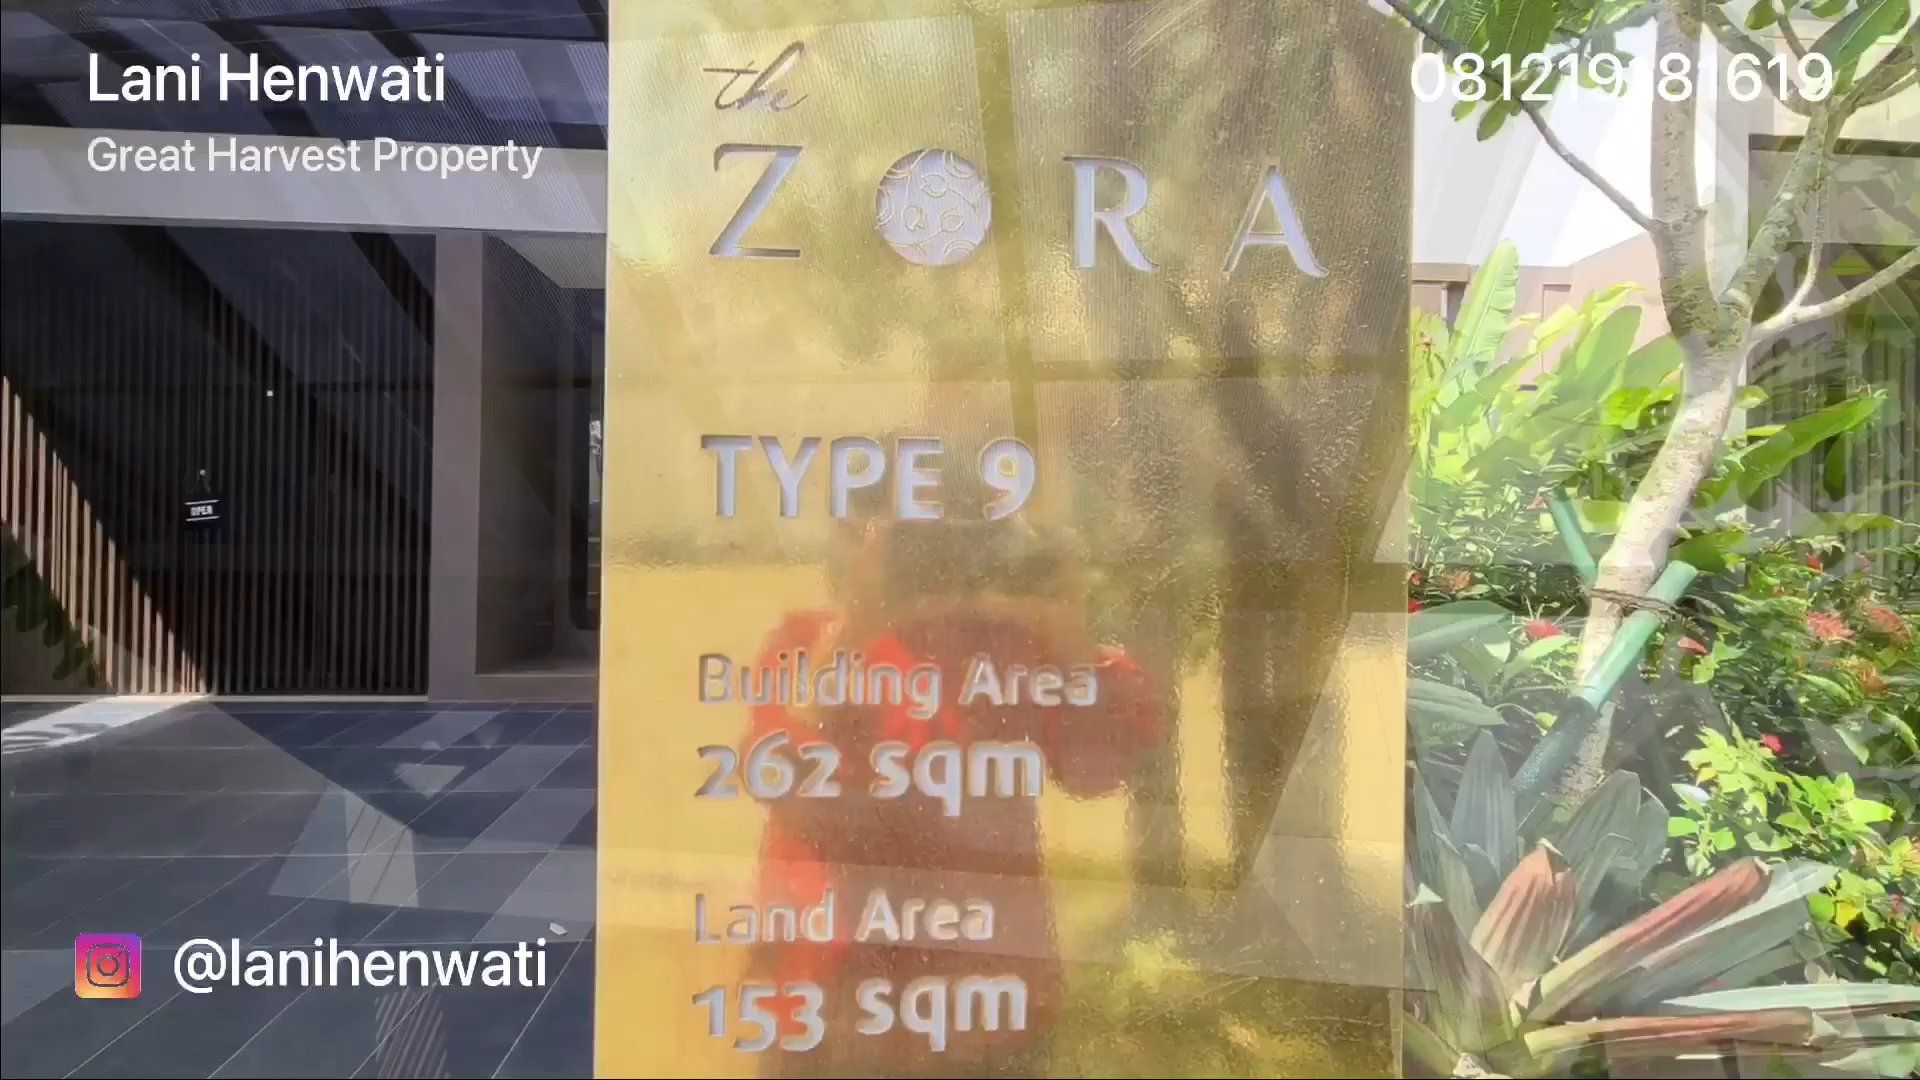 Lani Henwati
Great Harvest Property
081219181619
the
ZORA
TYPE 9
OPEN
Building Area
262 sqm
Land Area
153 sqm
@lanihenwati